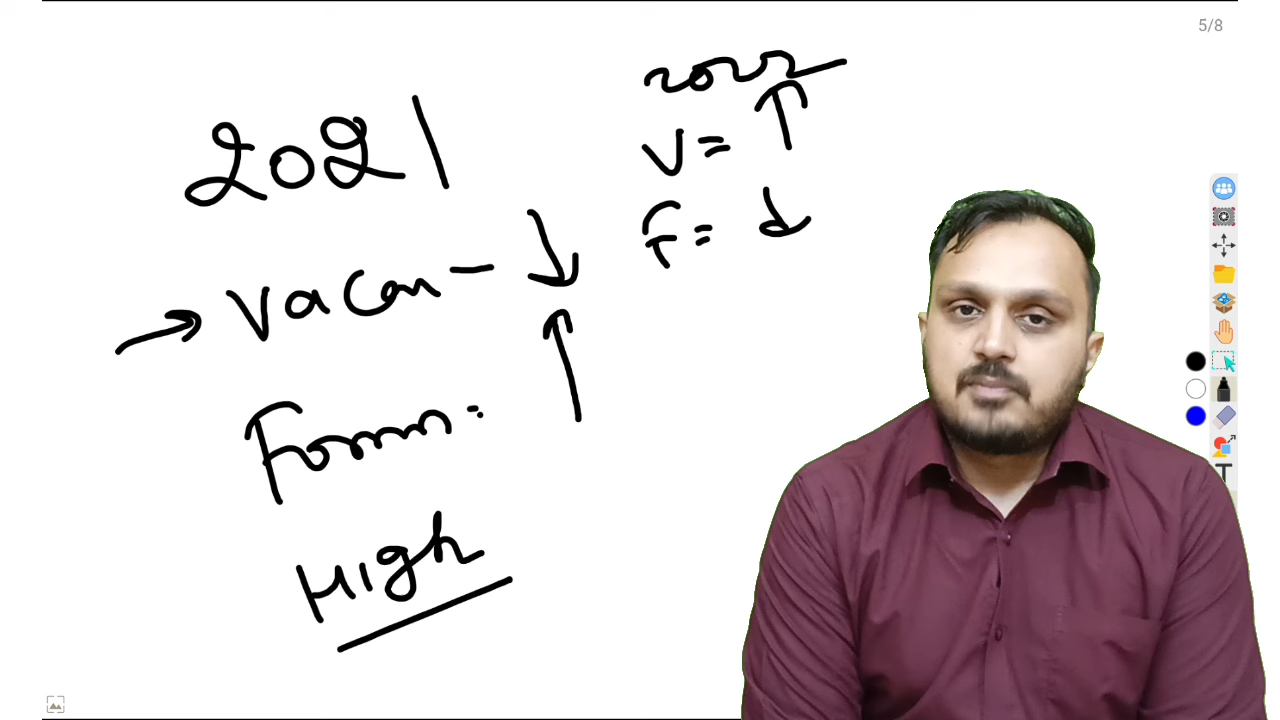 5/8
2021
→ Vacan - ↓
Form = ↑
High
2022
V = ↑
F = ↓
T